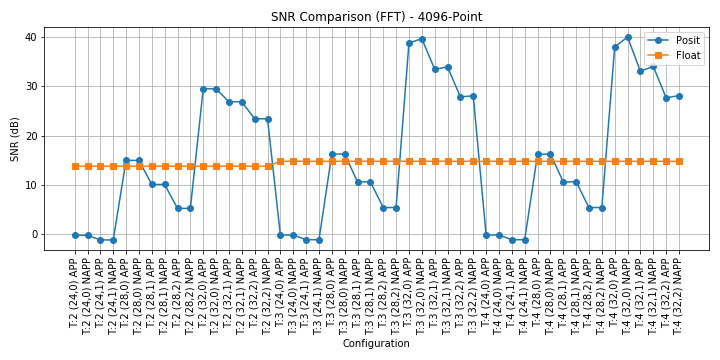 SNR Comparison (FFT) - 4096-Point
Posit
Float
SNR (dB)
40
30
20
10
0
T:2 (24,0) APP
T:2 (24,0) NAPP
T:2 (24,1) APP
T:2 (24,1) NAPP
T:2 (28,0) APP
T:2 (28,0) NAPP
T:2 (28,1) APP
T:2 (28,1) NAPP
T:2 (28,2) APP
T:2 (28,2) NAPP
T:2 (32,0) APP
T:2 (32,0) NAPP
T:2 (32,1) APP
T:2 (32,1) NAPP
T:2 (32,2) APP
T:2 (32,2) NAPP
T:3 (24,0) APP
T:3 (24,0) NAPP
T:3 (24,1) APP
T:3 (24,1) NAPP
T:3 (28,0) APP
T:3 (28,0) NAPP
T:3 (28,1) APP
T:3 (28,1) NAPP
T:3 (28,2) APP
T:3 (28,2) NAPP
T:3 (32,0) APP
T:3 (32,0) NAPP
T:3 (32,1) APP
T:3 (32,1) NAPP
T:3 (32,2) APP
T:3 (32,2) NAPP
T:4 (24,0) APP
T:4 (24,0) NAPP
T:4 (24,1) APP
T:4 (24,1) NAPP
T:4 (28,0) APP
T:4 (28,0) NAPP
T:4 (28,1) APP
T:4 (28,1) NAPP
T:4 (28,2) APP
T:4 (28,2) NAPP
T:4 (32,0) APP
T:4 (32,0) NAPP
T:4 (32,1) APP
T:4 (32,1) NAPP
T:4 (32,2) APP
T:4 (32,2) NAPP
Configuration